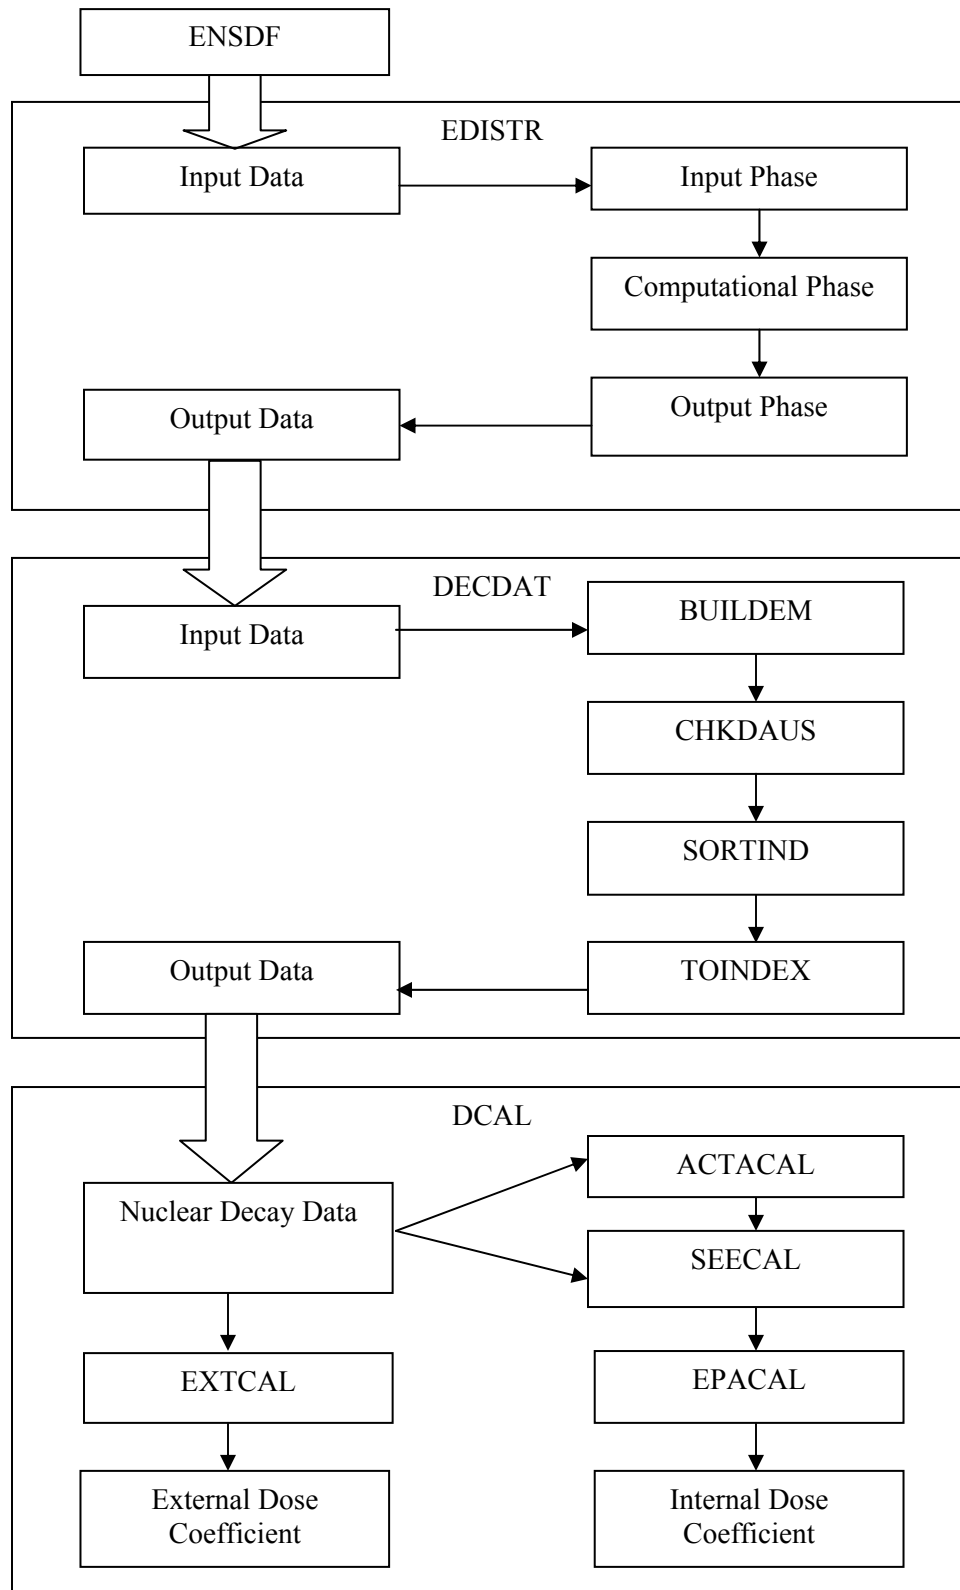 ENSDF
EDISTR
Input Data
Input Phase
Computational Phase
Output Data
Output Phase
DECDAT
Input Data
BUILDEM
CHKDAUS
SORTIND
Output Data
TOINDEX
DCAL
Nuclear Decay Data
ACTACAL
SEECAL
EXTCAL
EPACAL
External Dose
Coefficient
Internal Dose
Coefficient